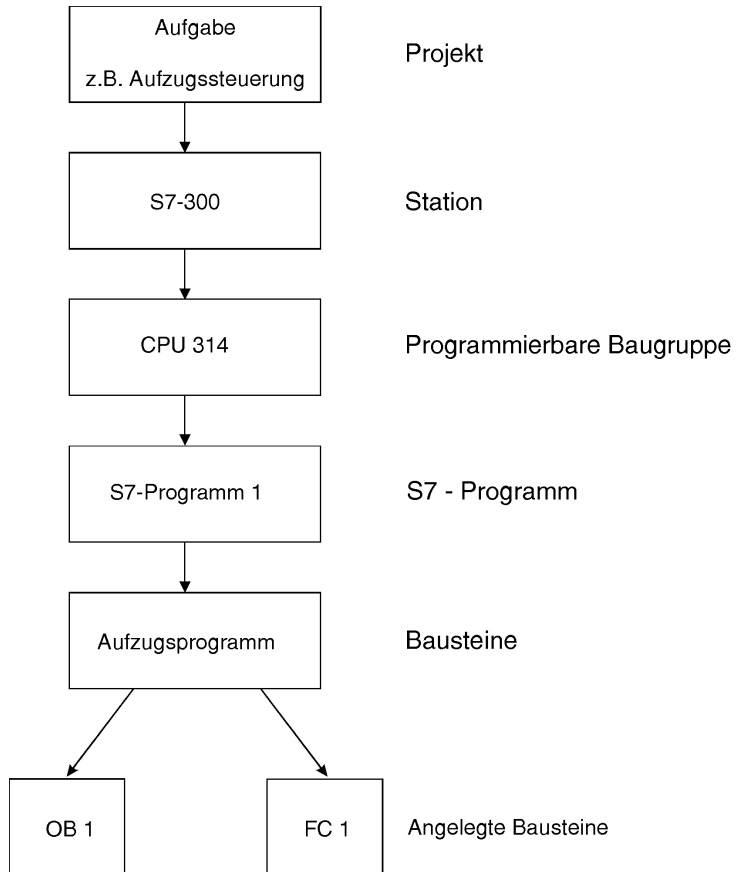 Aufgabe
z.B. Aufzugssteuerung
Projekt
S7-300
Station
CPU 314
Programmierbare Baugruppe
S7-Programm 1
S7 - Programm
Aufzugsprogramm
Bausteine
OB 1
FC 1
Angelegte Bausteine